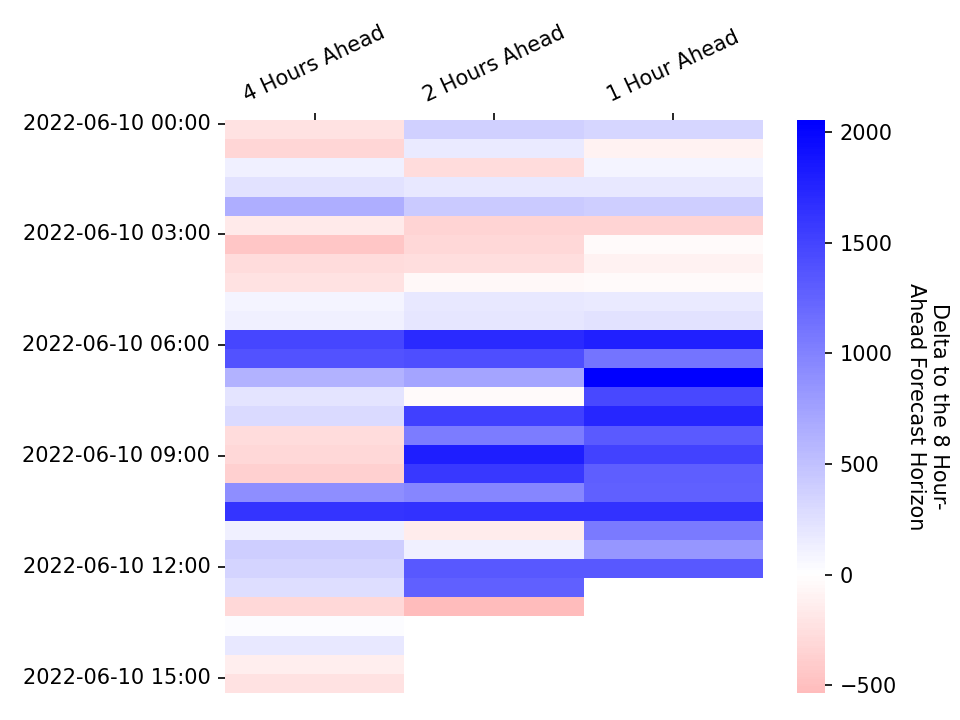 4 Hours Ahead
2 Hours Ahead
1 Hour Ahead
2022-06-10 00:00
2022-06-10 03:00
2022-06-10 06:00
2022-06-10 09:00
2022-06-10 12:00
2022-06-10 15:00
2000
1500
1000
500
0
−500
Delta to the 8 Hour-
Ahead Forecast Horizon